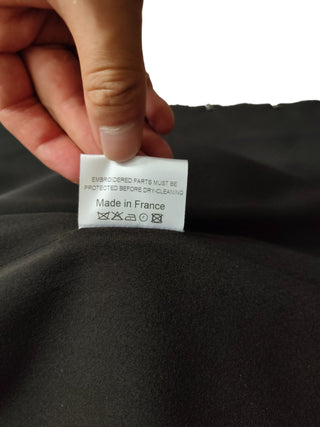 EMBROIDERED PARTS MUST BE
PROTECTED BEFORE DRY-CLEANING
Made in France